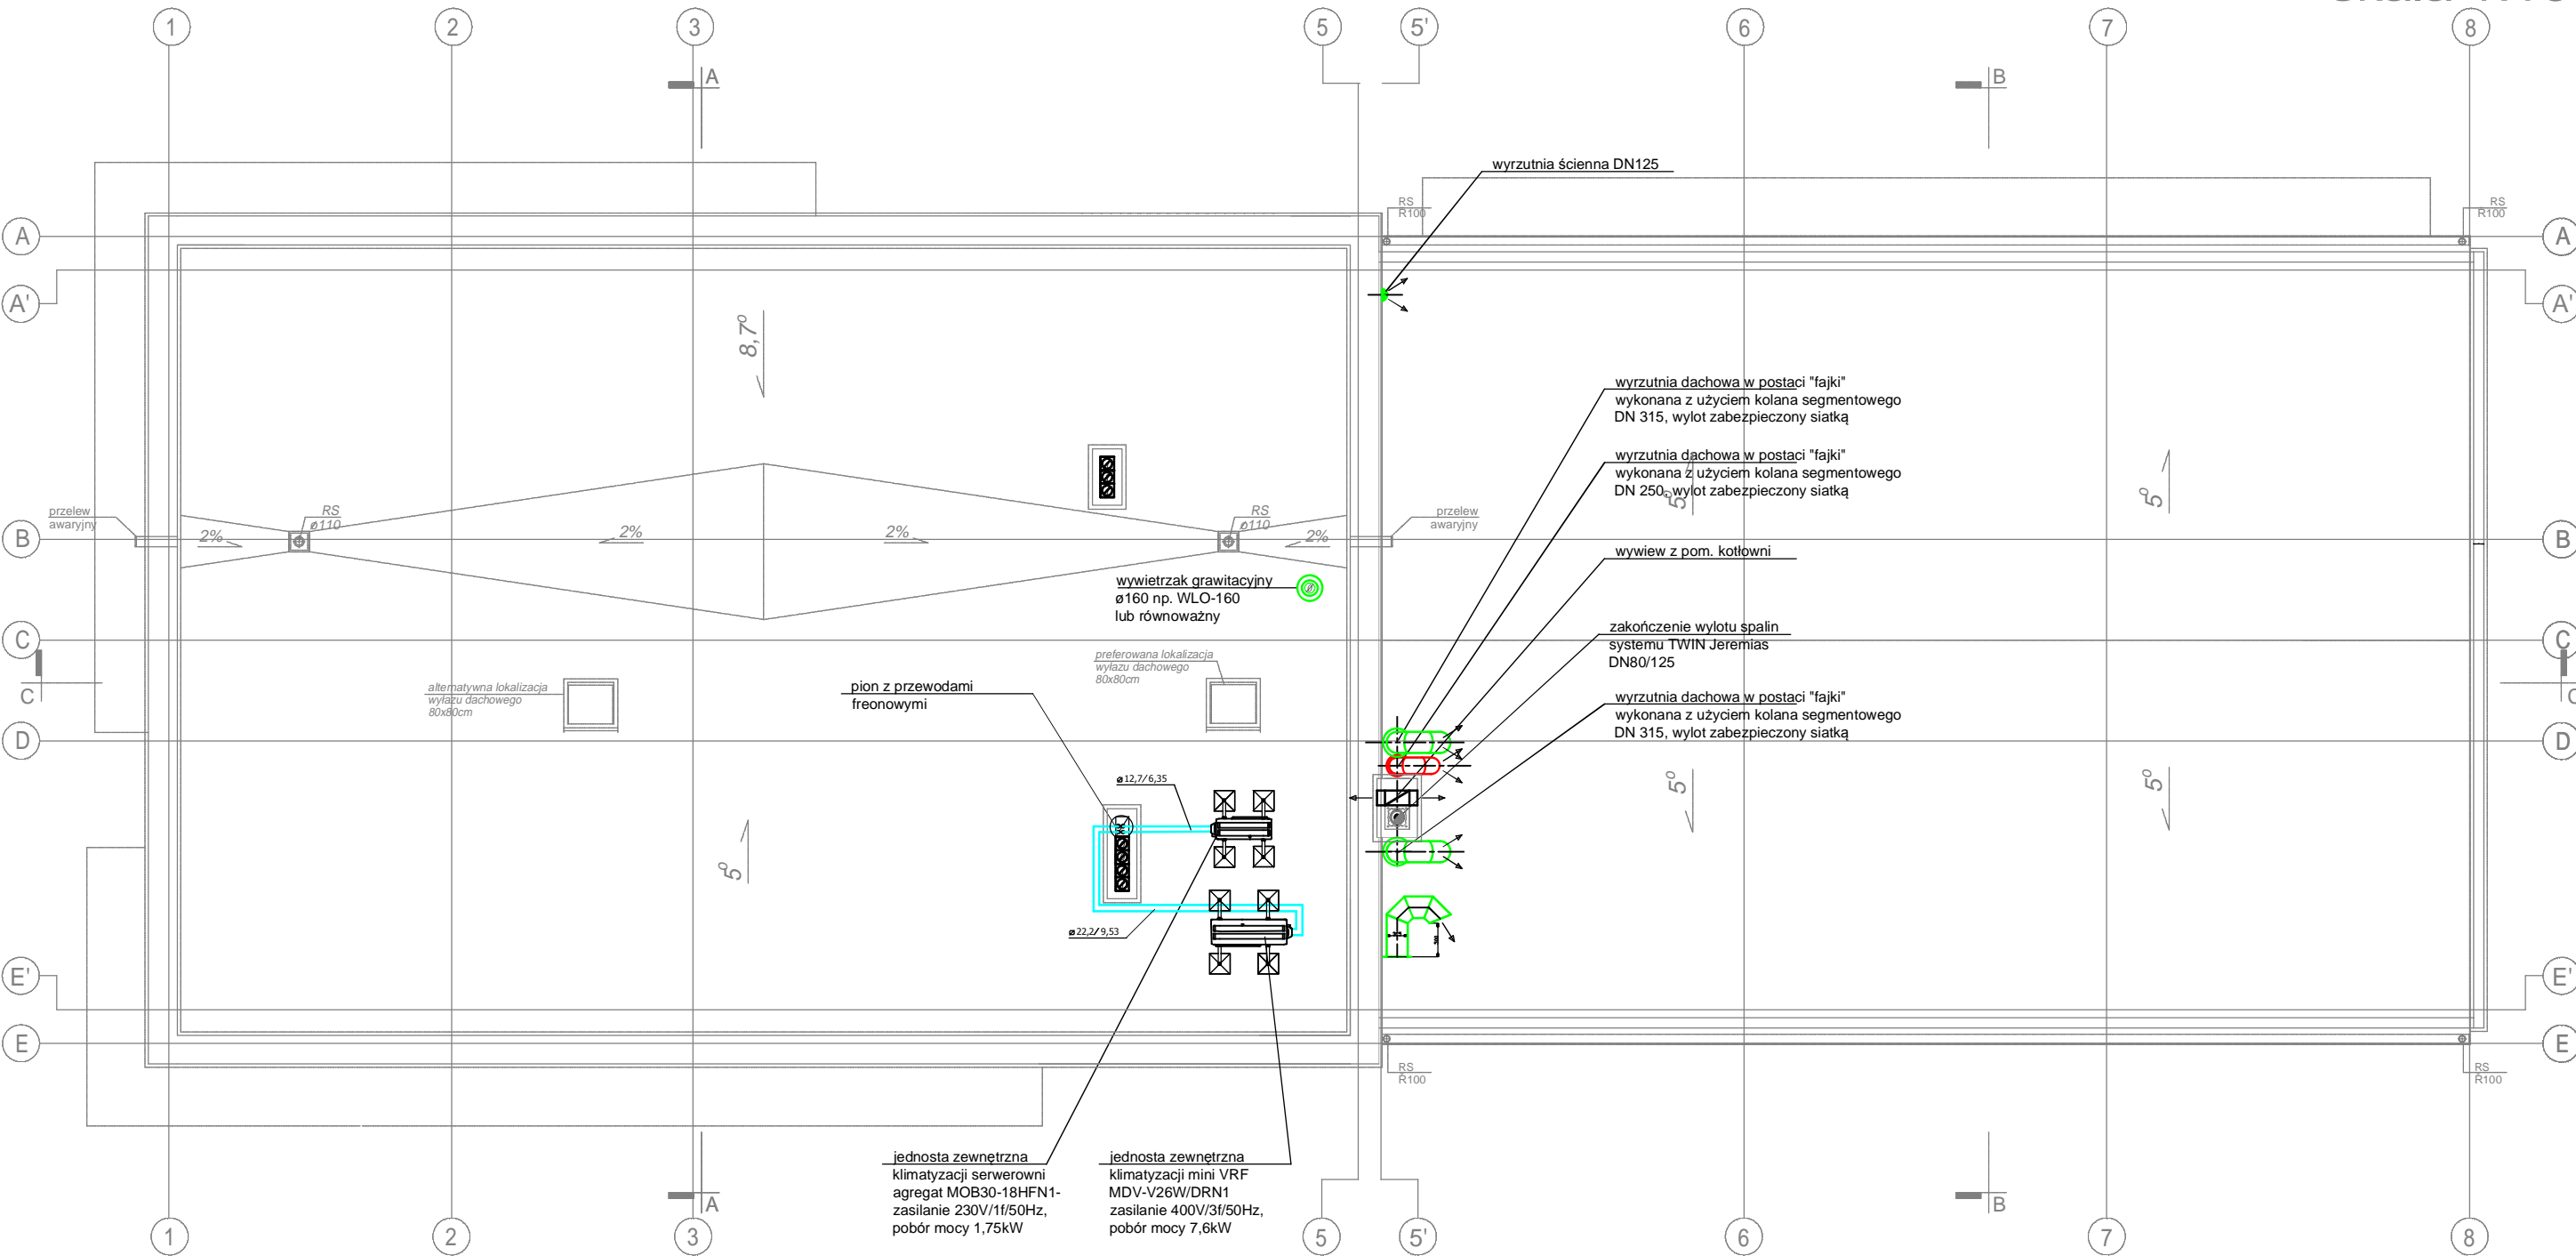 1
2
3
5
5'
6
7
8
A
B
wyrzutnia ścienna DN125
RS
R100
RS
R100
A
A
A'
A'
8,7°
wyrzutnia dachowa w postaci "fajki"
wykonana z użyciem kolana segmentowego
DN 315, wylot zabezpieczony siatką
wyrzutnia dachowa w postaci "fajki"
wykonana z użyciem kolana segmentowego
DN 250, wylot zabezpieczony siatką
5°
5°
przelew
awaryjny
RS
ø110
RS
ø110
przelew
awaryjny
B
2%
2%
2%
2%
B
wywiew z pom. kotłowni
wywietrzak grawitacyjny
ø160 np. WLO-160
lub równoważny
zakończenie wylotu spalin
systemu TWIN Jeremias
DN80/125
C
C
preferowana lokalizacja
wyłazu dachowego
80x80cm
alternatywna lokalizacja
wyłazu dachowego
80x80cm
pion z przewodami
freonowymi
C
wyrzutnia dachowa w postaci "fajki"
wykonana z użyciem kolana segmentowego
DN 315, wylot zabezpieczony siatką
D
D
ø12,7/6,35
5°
5°
5°
ø22,2/9,53
E'
E'
E
E
RS
R100
RS
R100
jednosta zewnętrzna
klimatyzacji serwerowni
agregat MOB30-18HFN1-
zasilanie 230V/1f/50Hz,
pobór mocy 1,75kW
jednosta zewnętrzna
klimatyzacji mini VRF
MDV-V26W/DRN1
zasilanie 400V/3f/50Hz,
pobór mocy 7,6kW
A
B
1
2
3
5
5'
6
7
8